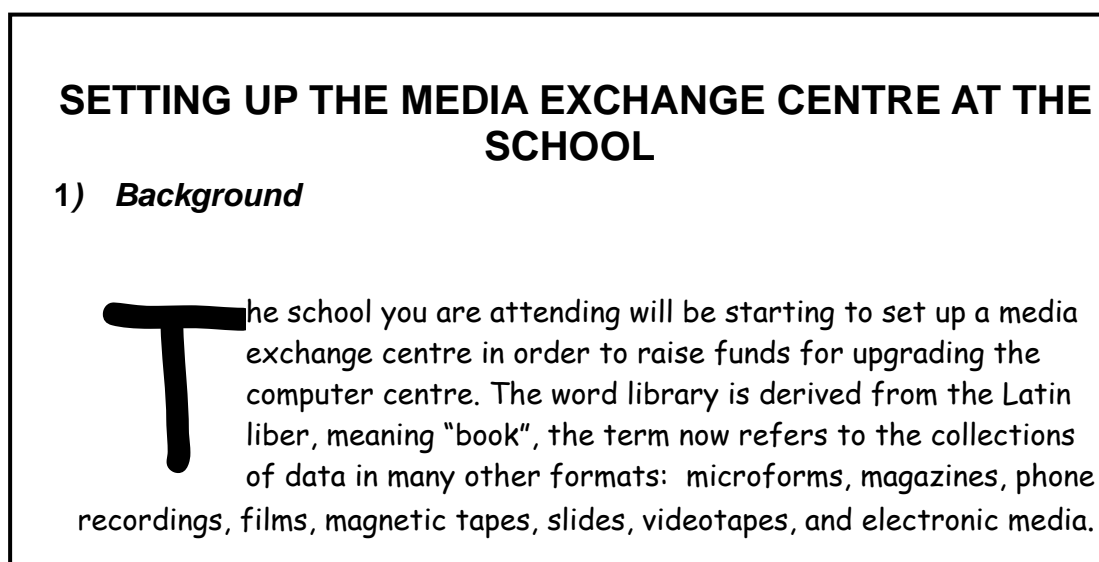 SETTING UP THE MEDIA EXCHANGE CENTRE AT THE
SCHOOL
1) Background
The school you are attending will be starting to set up a media
exchange centre in order to raise funds for upgrading the
computer centre. The word library is derived from the Latin
liber, meaning “book”, the term now refers to the collections
of data in many other formats: microforms, magazines, phone
recordings, films, magnetic tapes, slides, videotapes, and electronic media.